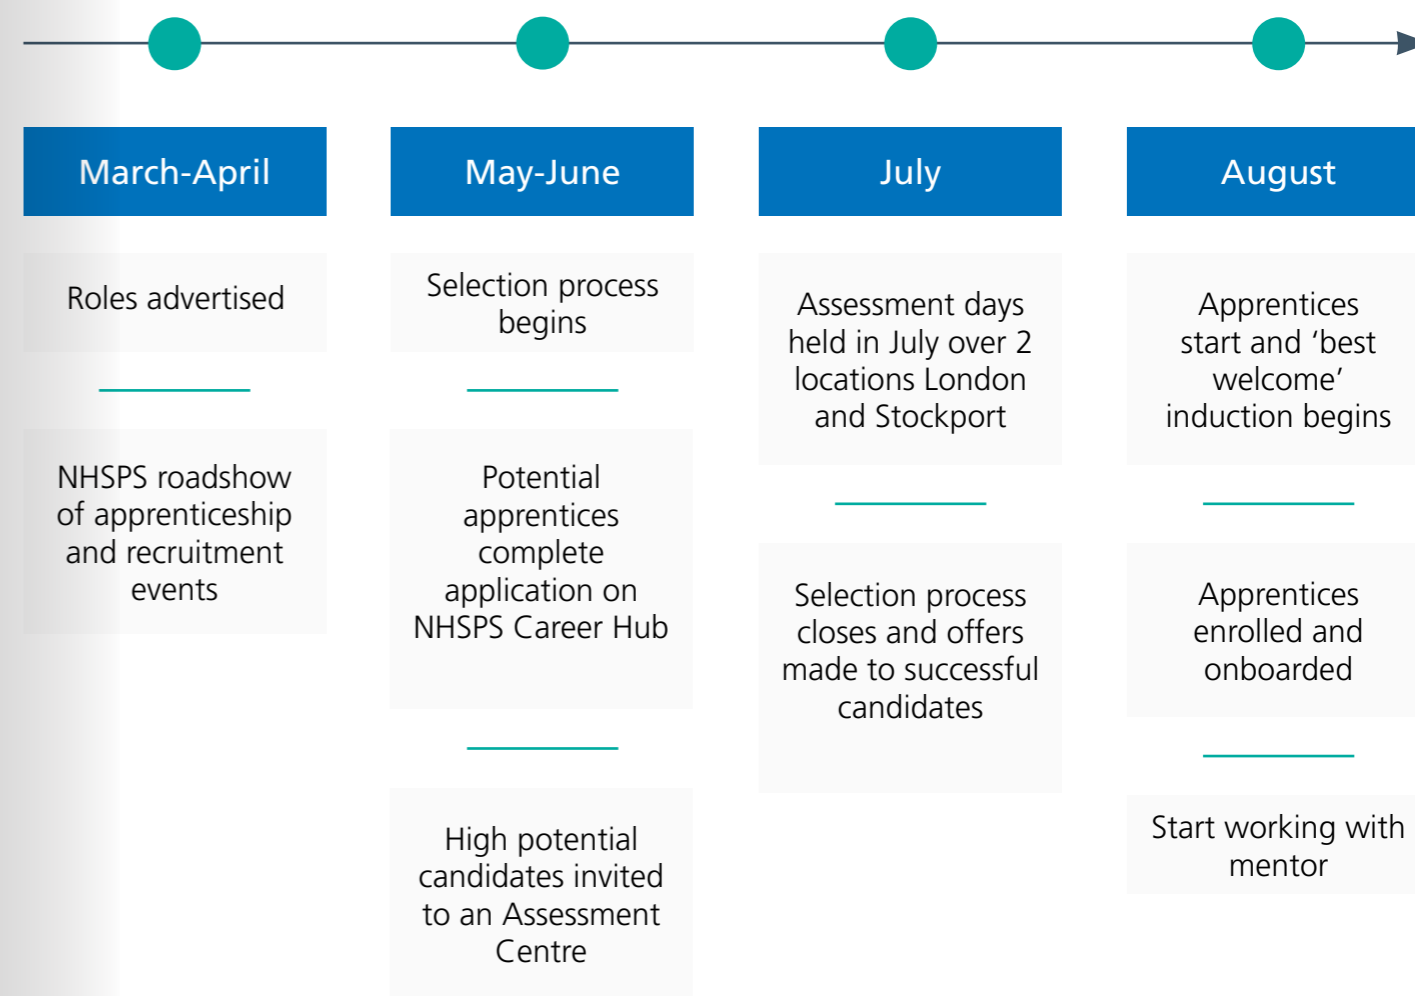 March-April
Roles advertised
NHSPS roadshow
of apprenticeship
and recruitment
events
May-June
Selection process
begins
Potential
apprentices
complete
application on
NHSPS Career Hub
High potential
candidates invited
to an Assessment
Centre
July
Assessment days
held in July over 2
locations London
and Stockport
Selection process
closes and offers
made to successful
candidates
August
Apprentices
start and ‘best
welcome’
induction begins
Apprentices
enrolled and
onboarded
Start working with
mentor